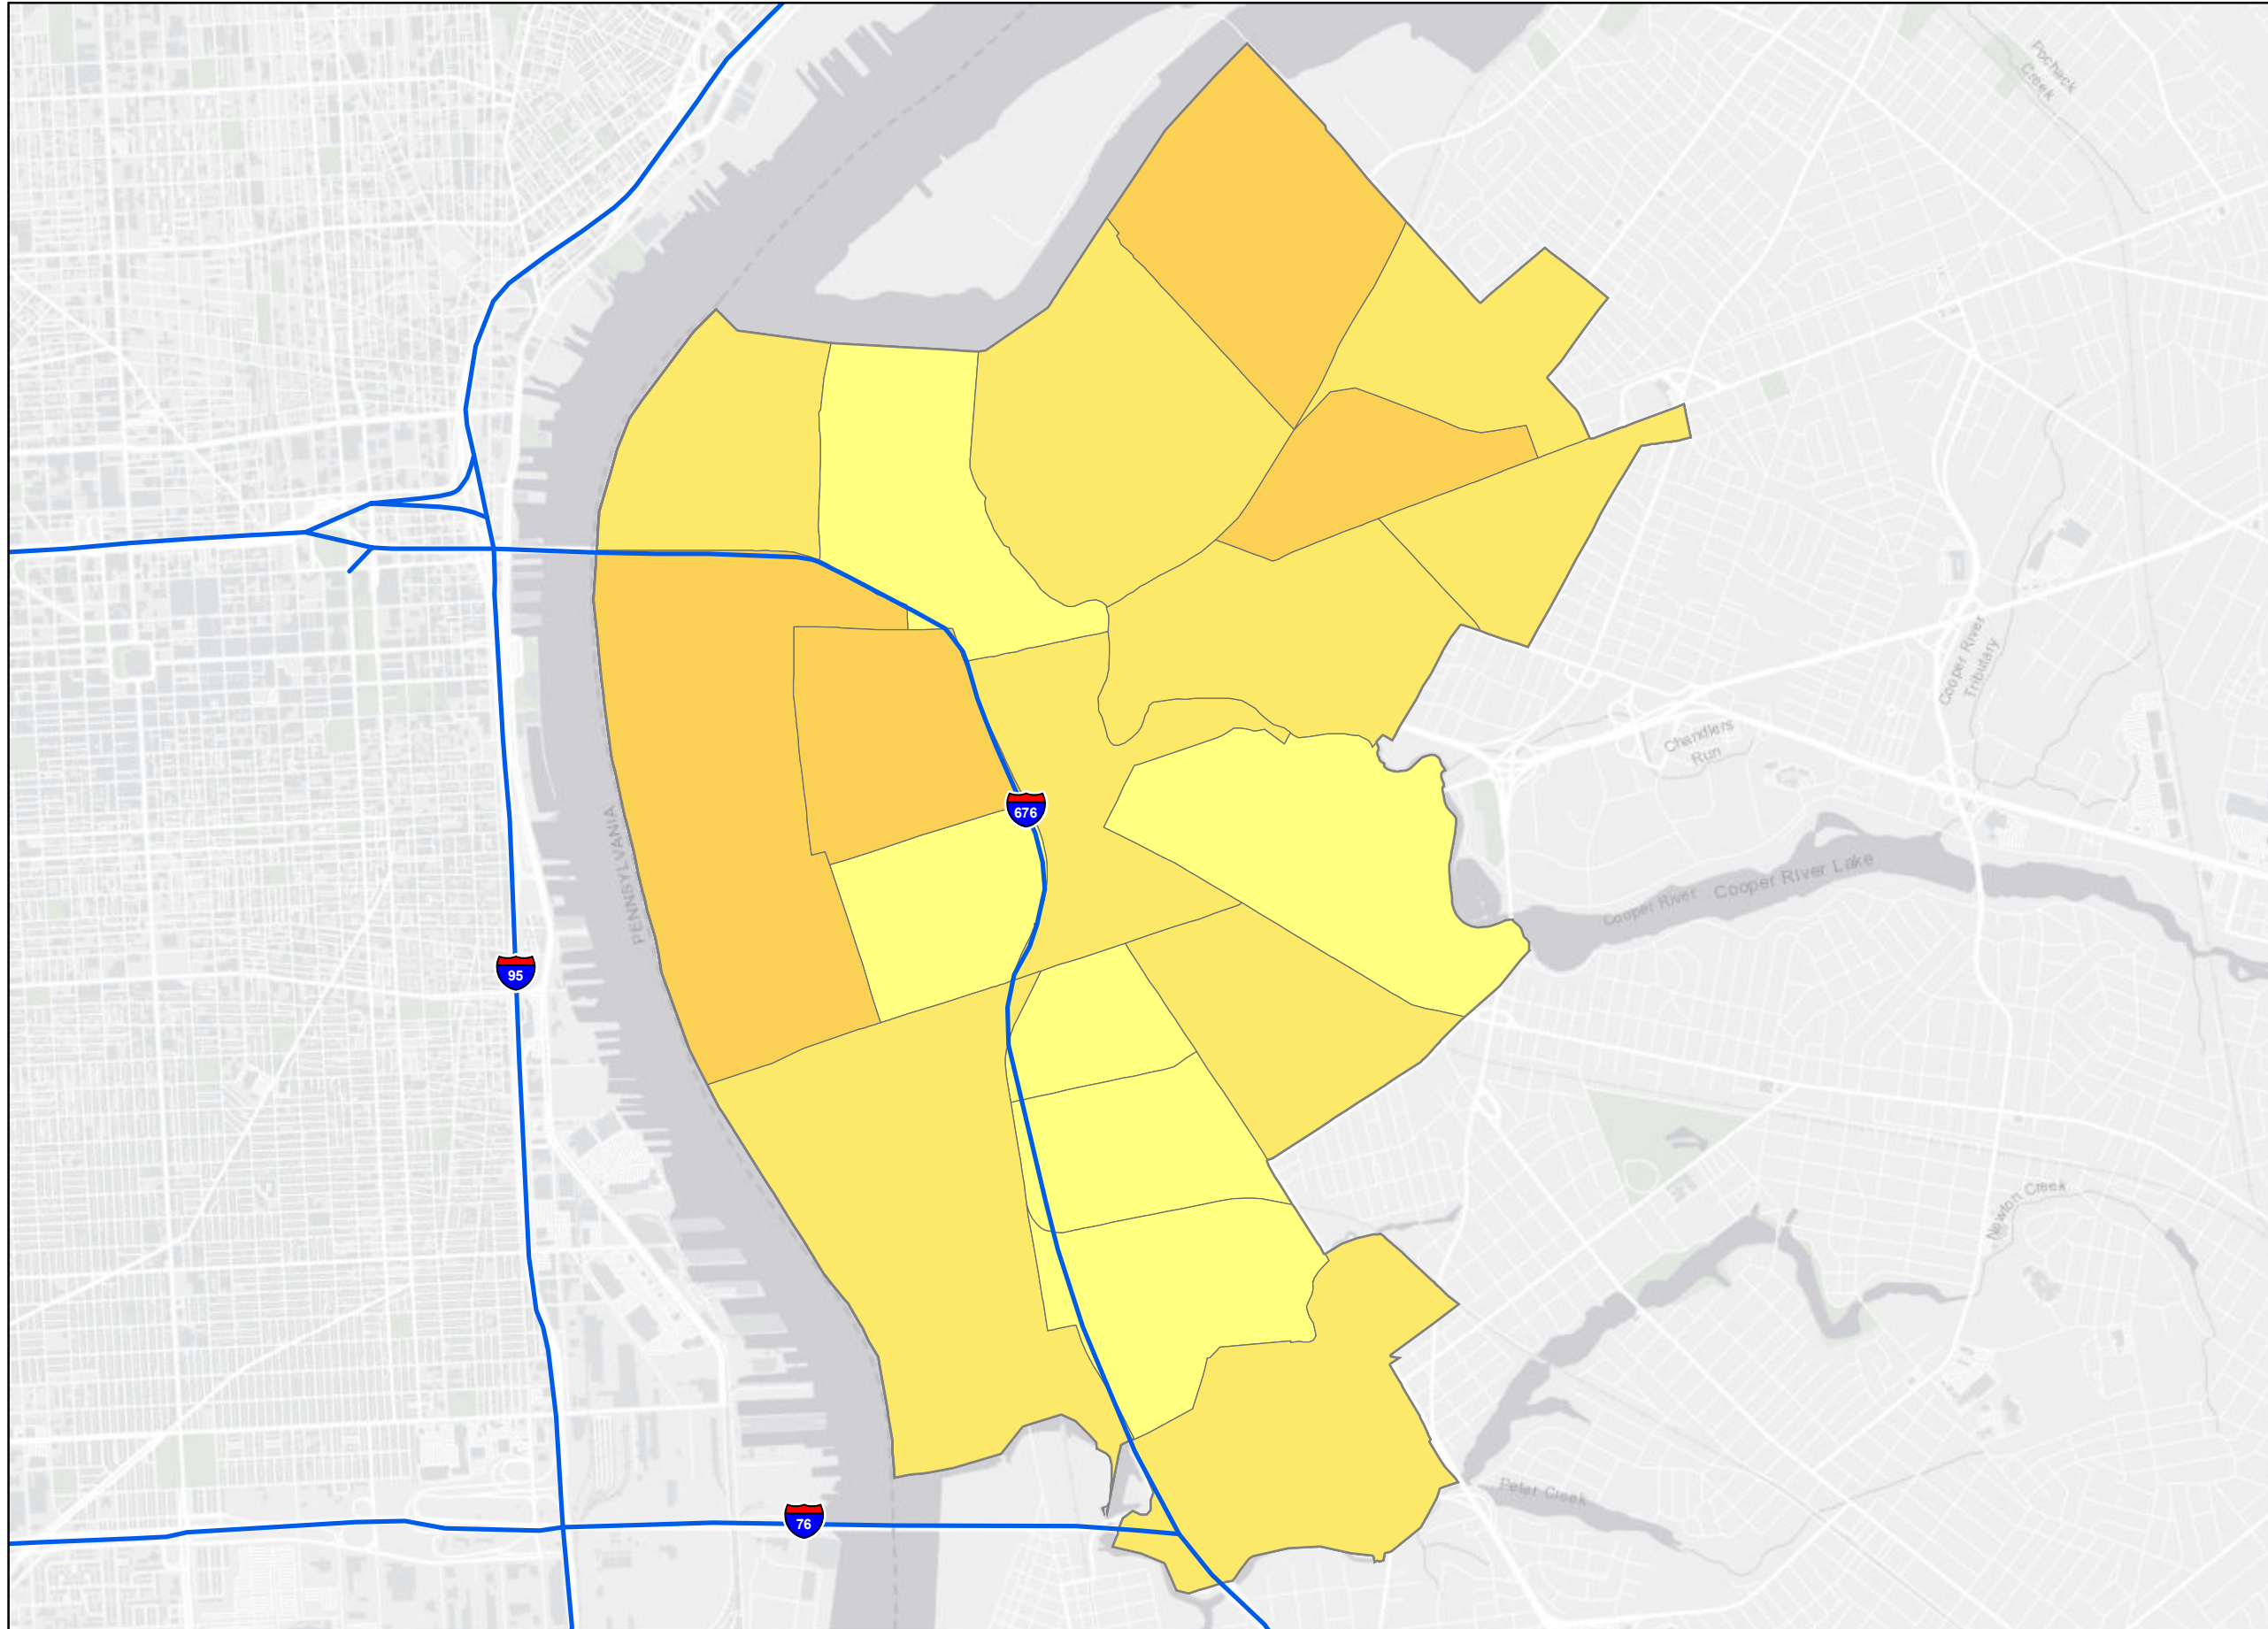 Pochack
Creek
Cooper River
Tributary
Chandlers
Run
676
PENNSYLVANIA
Cooper River
Cooper River Lake
95
Newton Creek
Peter Creek
76